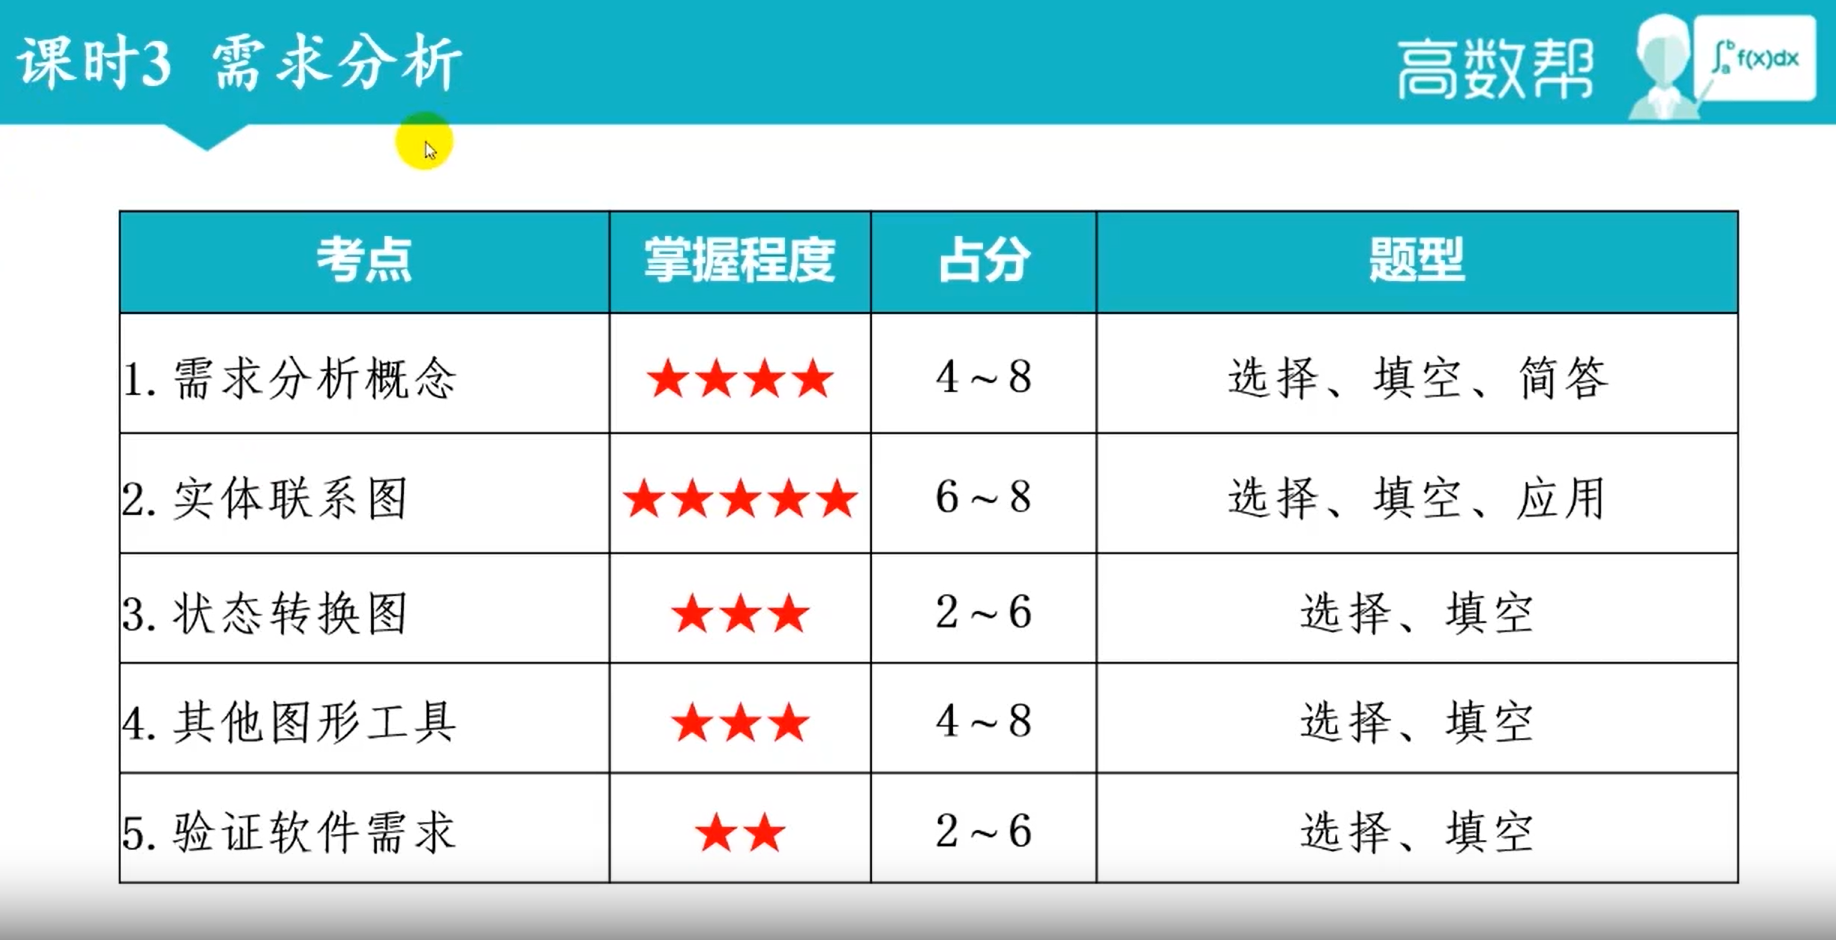 课时3 需求分析
高数帮
∫ₐᵇ f(x)dx
考点 掌握程度 占分 题型
1. 需求分析概念 ★★★★ 4~8 选择、填空、简答
2. 实体联系图 ★★★★★ 6~8 选择、填空、应用
3. 状态转换图 ★★★ 2~6 选择、填空
4. 其他图形工具 ★★★ 4~8 选择、填空
5. 验证软件需求 ★★ 2~6 选择、填空